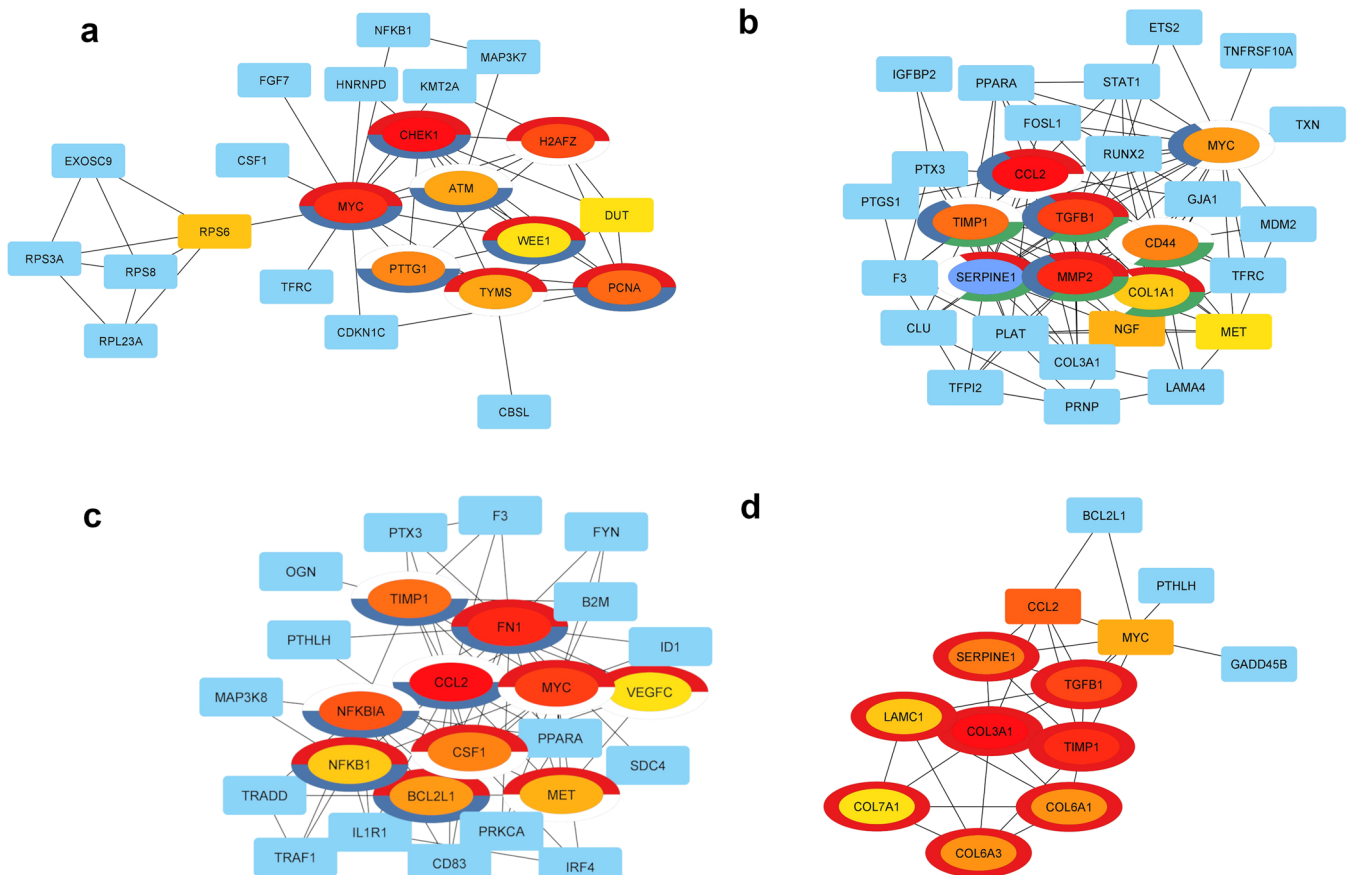 a
NFKB1
MAP3K7
FGF7
HNRNPD
KMT2A
CHEK1
H2AFZ
EXOSC9
CSF1
ATM
MYC
DUT
RPS6
WEE1
RPS3A
RPS8
PTTG1
TFRC
TYMS
PCNA
CDKN1C
RPL23A
CBSL
b
ETS2
TNFRSF10A
IGFBP2
PPARA
STAT1
FOSL1
TXN
RUNX2
MYC
PTX3
CCL2
PTGS1
GJA1
TIMP1
TGFB1
MDM2
CD44
F3
SERPINE1
MMP2
TFRC
COL1A1
CLU
PLAT
NGF
MET
COL3A1
TFPI2
LAMA4
PRNP
c
PTX3
F3
FYN
OGN
TIMP1
B2M
FN1
PTHLH
ID1
CCL2
MYC
VEGFC
MAP3K8
NFKBIA
CSF1
PPARA
NFKB1
SDC4
TRADD
BCL2L1
MET
IL1R1
PRKCA
TRAF1
CD83
IRF4
d
BCL2L1
PTHLH
CCL2
MYC
SERPINE1
GADD45B
TGFB1
LAMC1
COL3A1
TIMP1
COL7A1
COL6A1
COL6A3